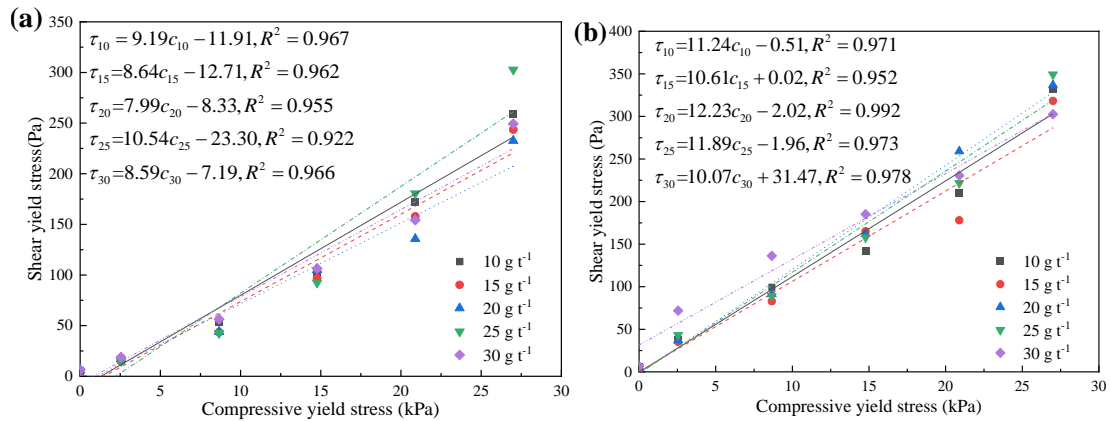 (a)
τ₁₀ = 9.19c₁₀ −11.91, R² = 0.967
τ₁₅=8.64c₁₅ −12.71, R² = 0.962
τ₂₀=7.99c₂₀ −8.33, R² = 0.955
τ₂₅=10.54c₂₅ −23.30, R² = 0.922
τ₃₀=8.59c₃₀ −7.19, R² = 0.966
350
300
250
200
150
100
50
0
Shear yield stress(Pa)
10 g t⁻¹
15 g t⁻¹
20 g t⁻¹
25 g t⁻¹
30 g t⁻¹
0 5 10 15 20 25 30
Compressive yield stress (kPa)
(b)
τ₁₀=11.24c₁₀ −0.51, R² = 0.971
τ₁₅=10.61c₁₅ + 0.02, R² = 0.952
τ₂₀=12.23c₂₀ −2.02, R² = 0.992
τ₂₅=11.89c₂₅ −1.96, R² = 0.973
τ₃₀=10.07c₃₀ +31.47, R² = 0.978
400
350
300
250
200
150
100
50
0
Shear yield stress (Pa)
10 g t⁻¹
15 g t⁻¹
20 g t⁻¹
25 g t⁻¹
30 g t⁻¹
0 5 10 15 20 25 30
Compressive yield stress (kPa)